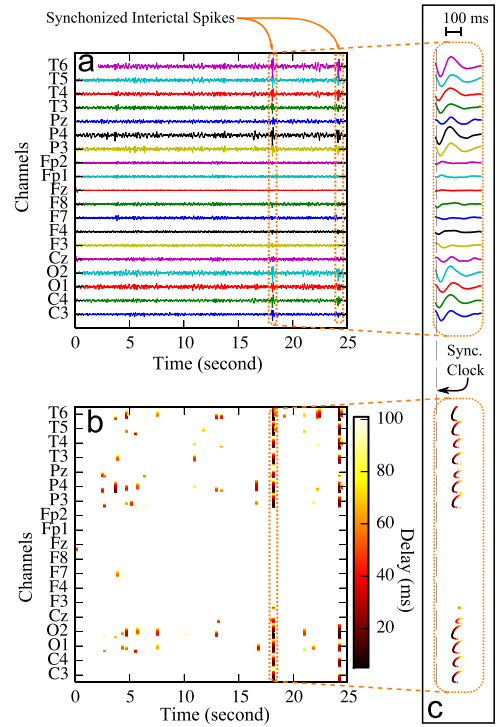 Synchonized Interictal Spikes
100 ms
a
T6
T5
T4
T3
Pz
P4
P3
Fp2
Fp1
Fz
F8
F7
F4
F3
Cz
O2
O1
C4
C3
Channels
0 5 10 15 20 25
Time (second)
Sync.
Clock
b
T6
T5
T4
T3
Pz
P4
P3
Fp2
Fp1
Fz
F8
F7
F4
F3
Cz
O2
O1
C4
C3
Channels
0 5 10 15 20 25
Time (second)
100
80
60
40
20
Delay (ms)
c